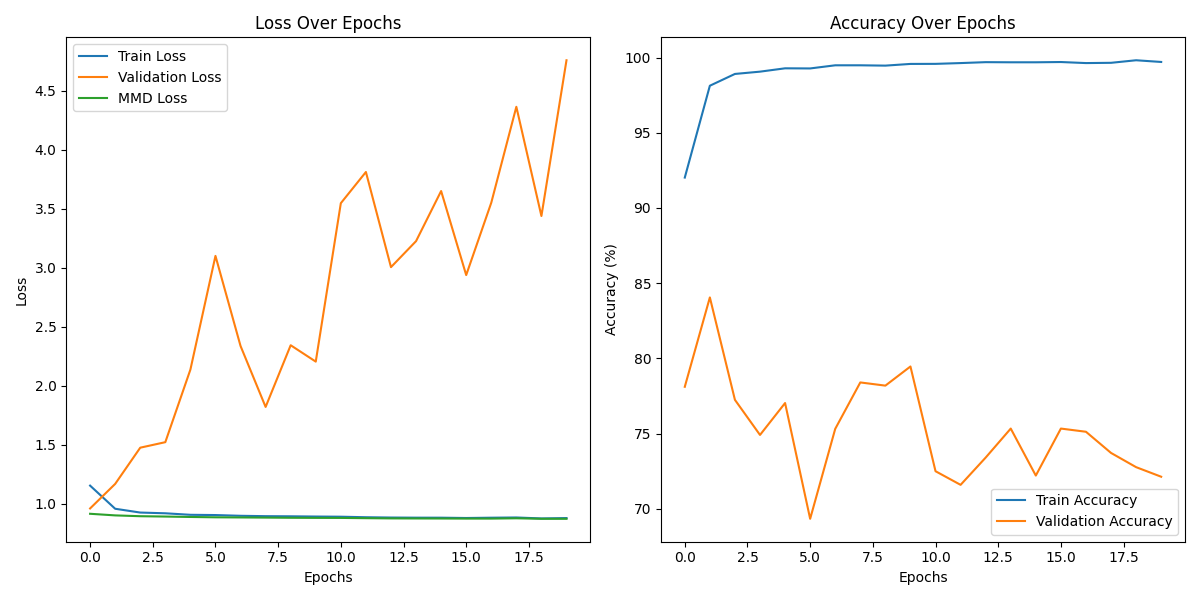 Loss Over Epochs
Train Loss
Validation Loss
MMD Loss
4.5
4.0
3.5
3.0
2.5
2.0
1.5
1.0
Loss
0.0 2.5 5.0 7.5 10.0 12.5 15.0 17.5
Epochs
Accuracy Over Epochs
100
95
90
85
80
75
70
Accuracy (%)
Train Accuracy
Validation Accuracy
0.0 2.5 5.0 7.5 10.0 12.5 15.0 17.5
Epochs